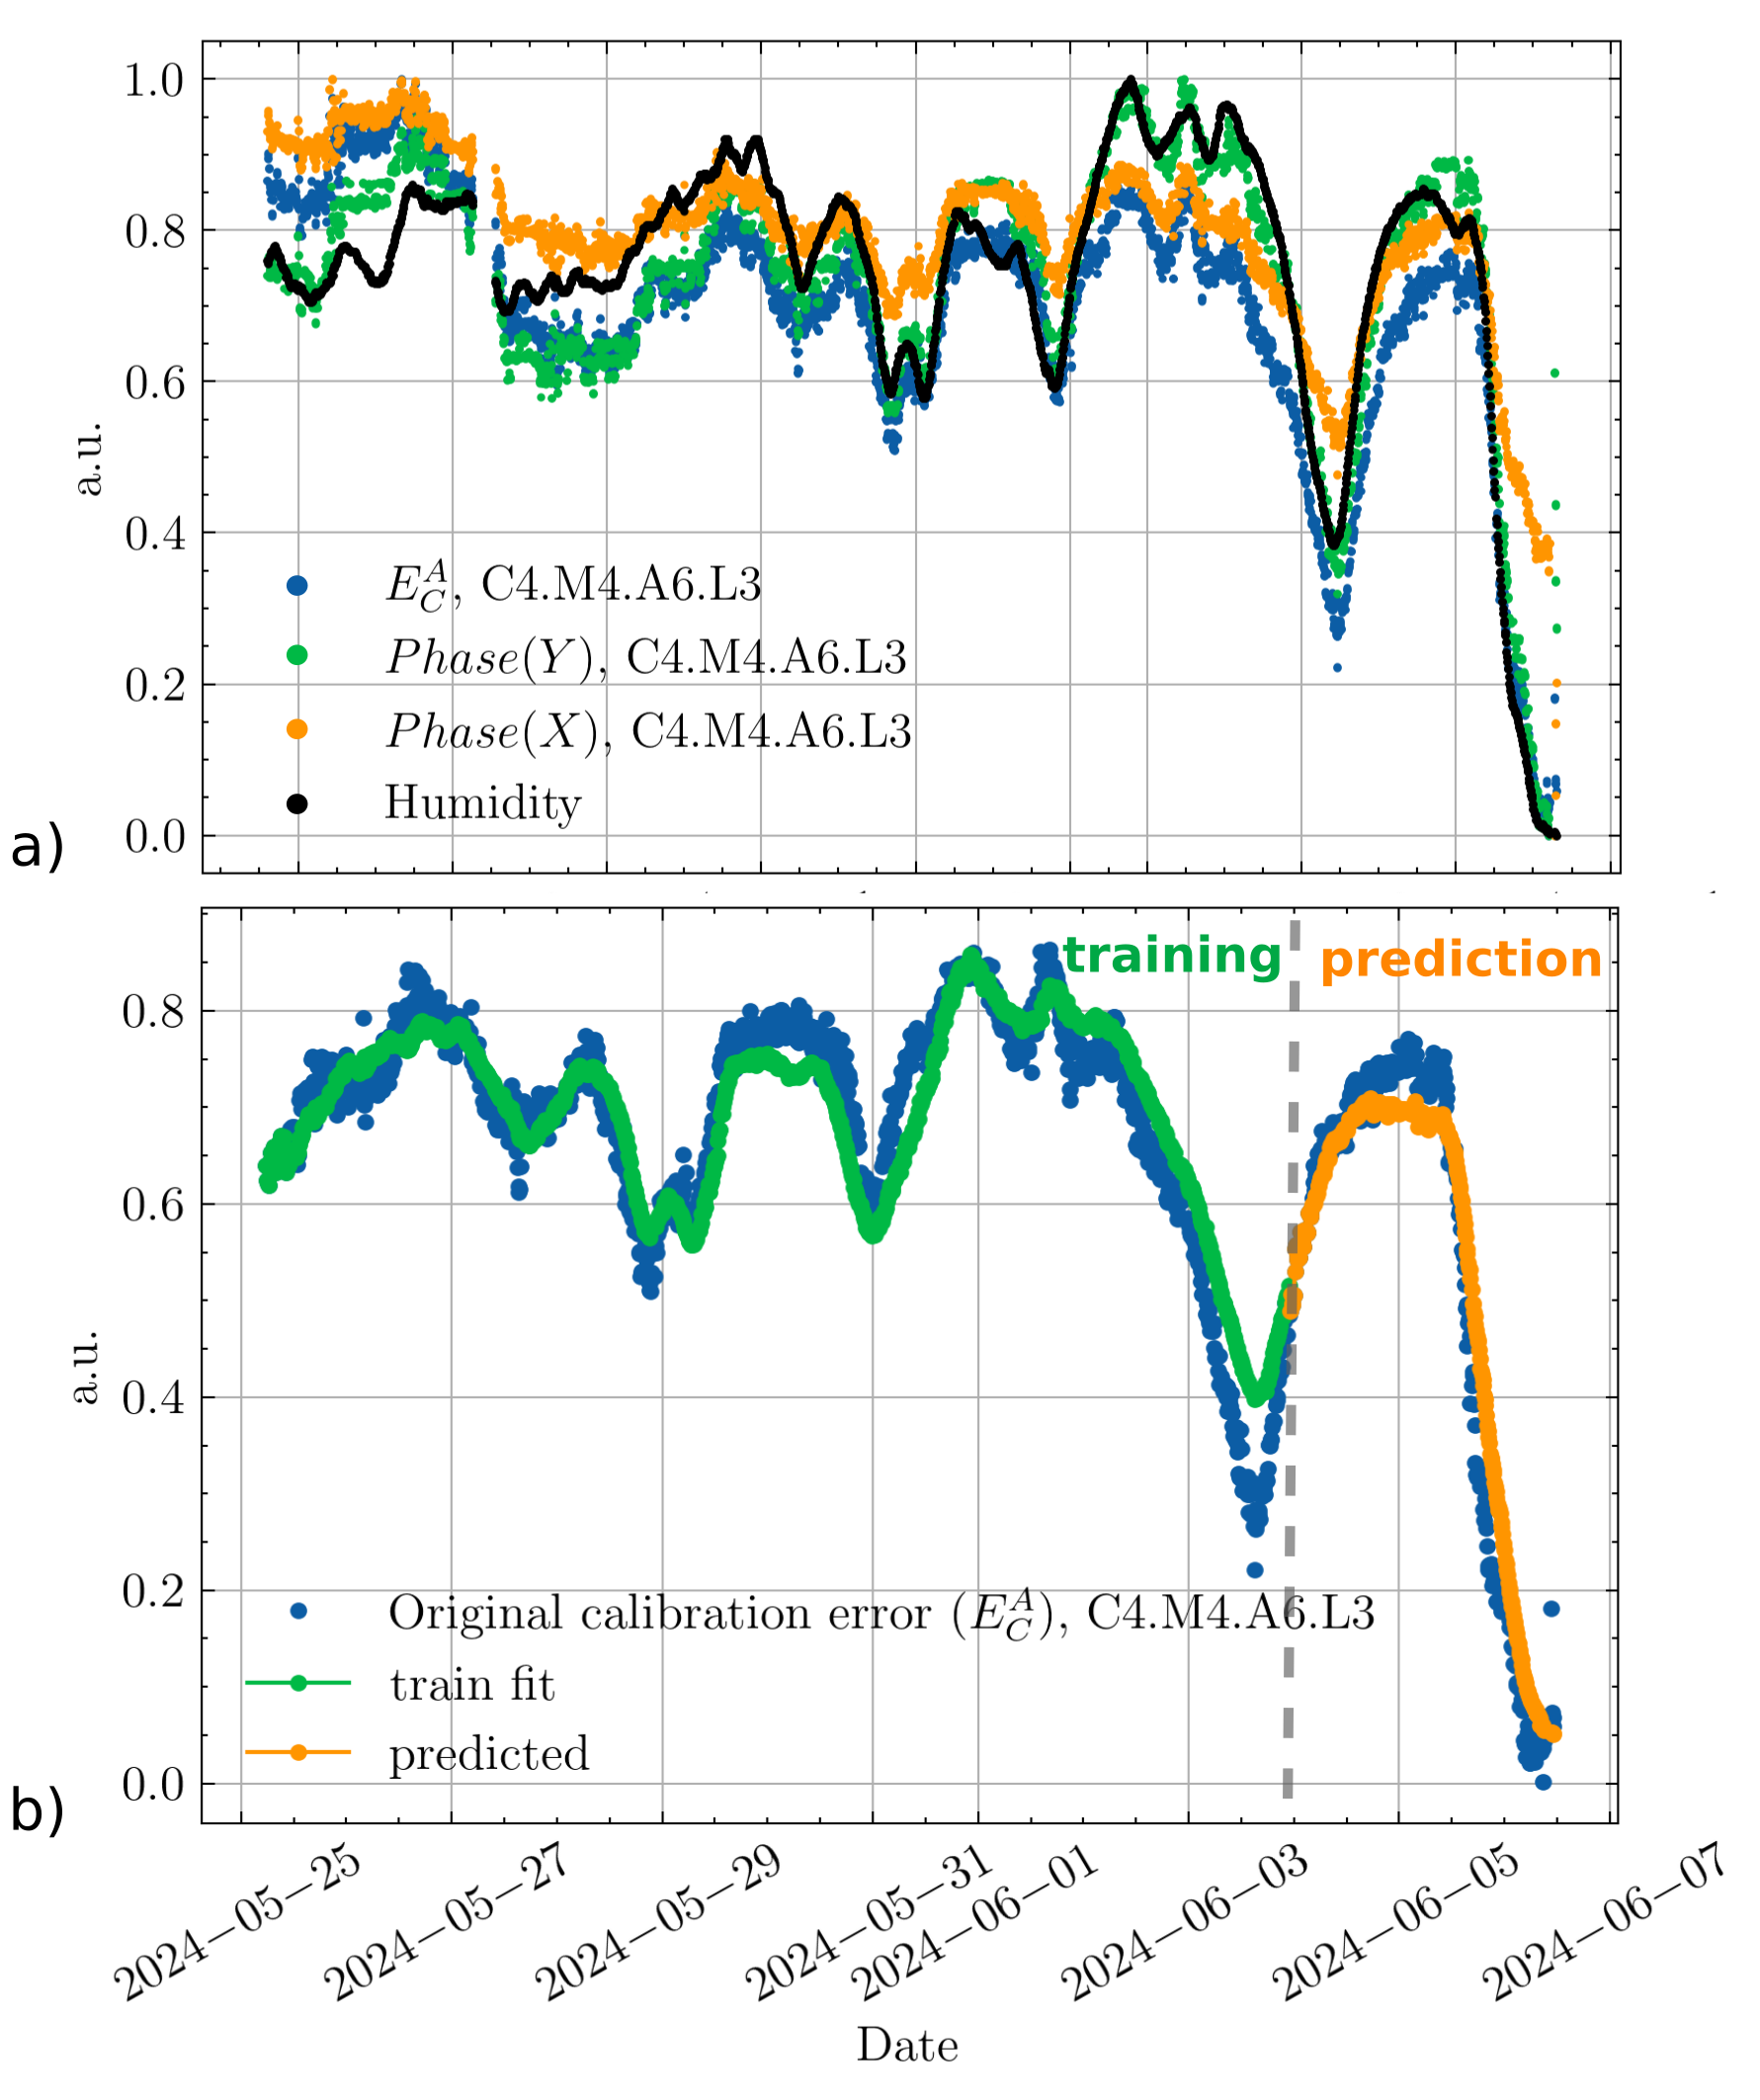 1.0
0.8
0.6
0.4
0.2
0.0
a.u.
E_C^A, C4.M4.A6.L3
Phase(Y), C4.M4.A6.L3
Phase(X), C4.M4.A6.L3
Humidity
a)
training
prediction
0.8
0.6
0.4
0.2
0.0
a.u.
Original calibration error (E_C^A), C4.M4.A6.L3
train fit
predicted
b)
2024−05−25
2024−05−27
2024−05−29
2024−05−31
2024−06−01
2024−06−03
2024−06−05
2024−06−07
Date